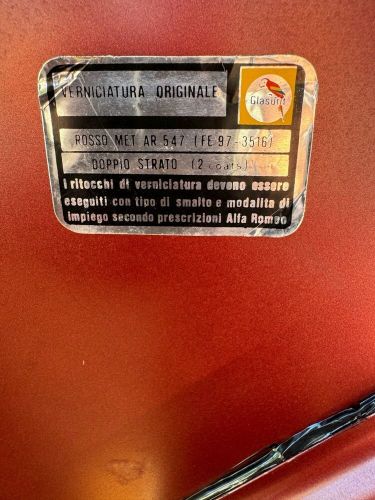 VERNICIATURA ORIGINALE
Glasurit
ROSSO MET AR 547 (FE 97-3516)
DOPPIO STRATO (2 coats)
I ritocchi di verniciatura devono essere
eseguiti con tipo di smalto e modalita di
impiego secondo prescrizioni Alfa Romeo